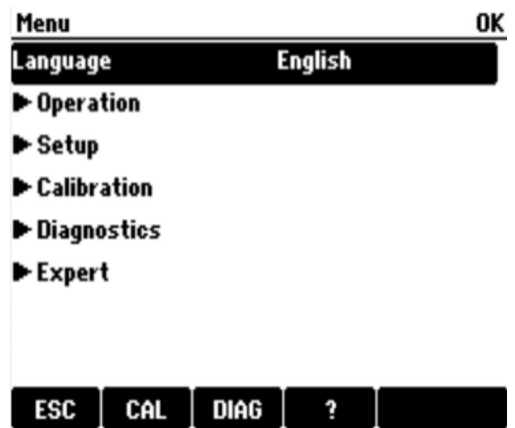 Menu OK
Language English
▶ Operation
▶ Setup
▶ Calibration
▶ Diagnostics
▶ Expert
ESC CAL DIAG ?